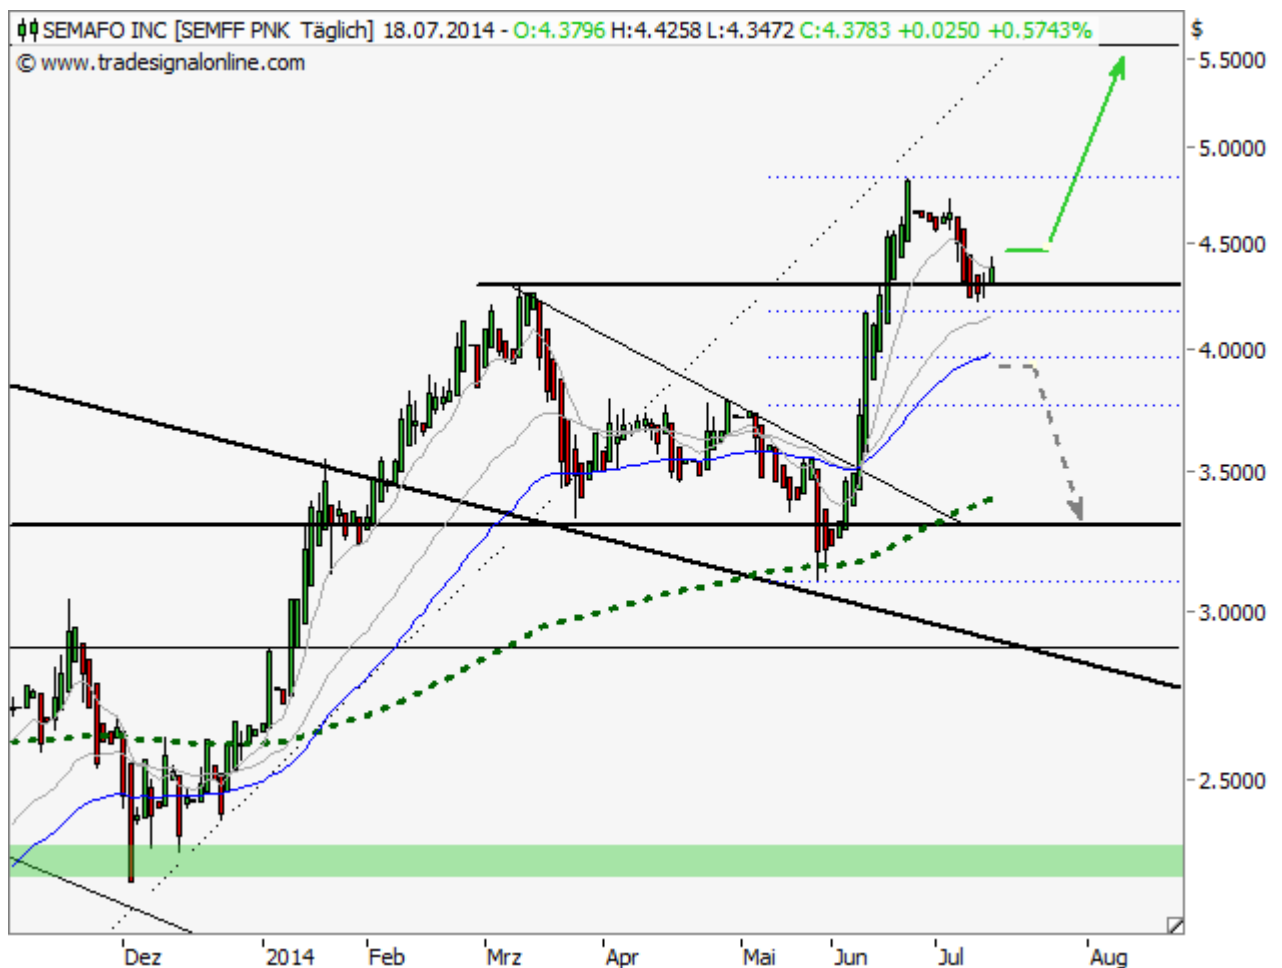 SEMAFO INC [SEMFF PNK Täglich] 18.07.2014 - O:4.3796 H:4.4258 L:4.3472 C:4.3783 +0.0250 +0.5743%
© www.tradesignalonline.com
$
5.5000
5.0000
4.5000
4.0000
3.5000
3.0000
2.5000
Dez 2014 Feb Mrz Apr Mai Jun Jul Aug